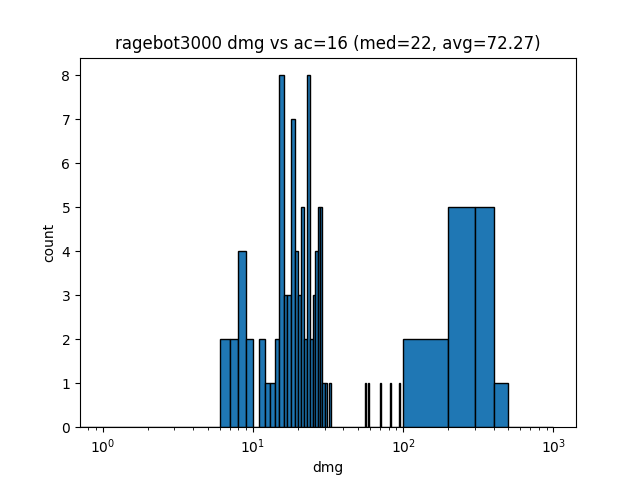 ragebot3000 dmg vs ac=16 (med=22, avg=72.27)
8
7
6
5
4
3
2
1
0
count
10⁰ 10¹ 10² 10³
dmg